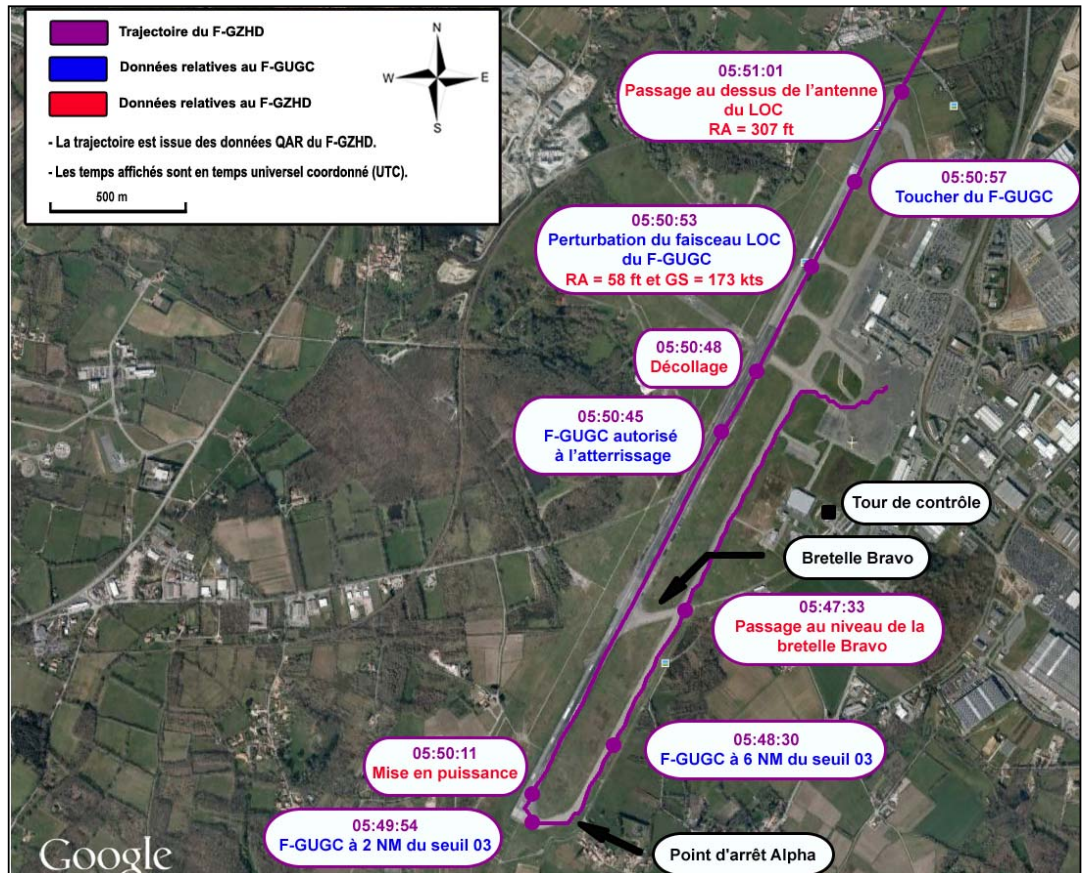 Trajectoire du F-GZHD
Données relatives au F-GUGC
Données relatives au F-GZHD
- La trajectoire est issue des données QAR du F-GZHD.
- Les temps affichés sont en temps universel coordonné (UTC).
500 m
N
W
E
S
05:51:01
Passage au dessus de l'antenne
du LOC
RA = 307 ft
05:50:57
Toucher du F-GUGC
05:50:53
Perturbation du faisceau LOC
du F-GUGC
RA = 58 ft et GS = 173 kts
05:50:48
Décollage
05:50:45
F-GUGC autorisé
à l'atterrissage
Tour de contrôle
Bretelle Bravo
05:47:33
Passage au niveau de la
bretelle Bravo
05:48:30
F-GUGC à 6 NM du seuil 03
05:50:11
Mise en puissance
05:49:54
F-GUGC à 2 NM du seuil 03
Point d'arrêt Alpha
Google